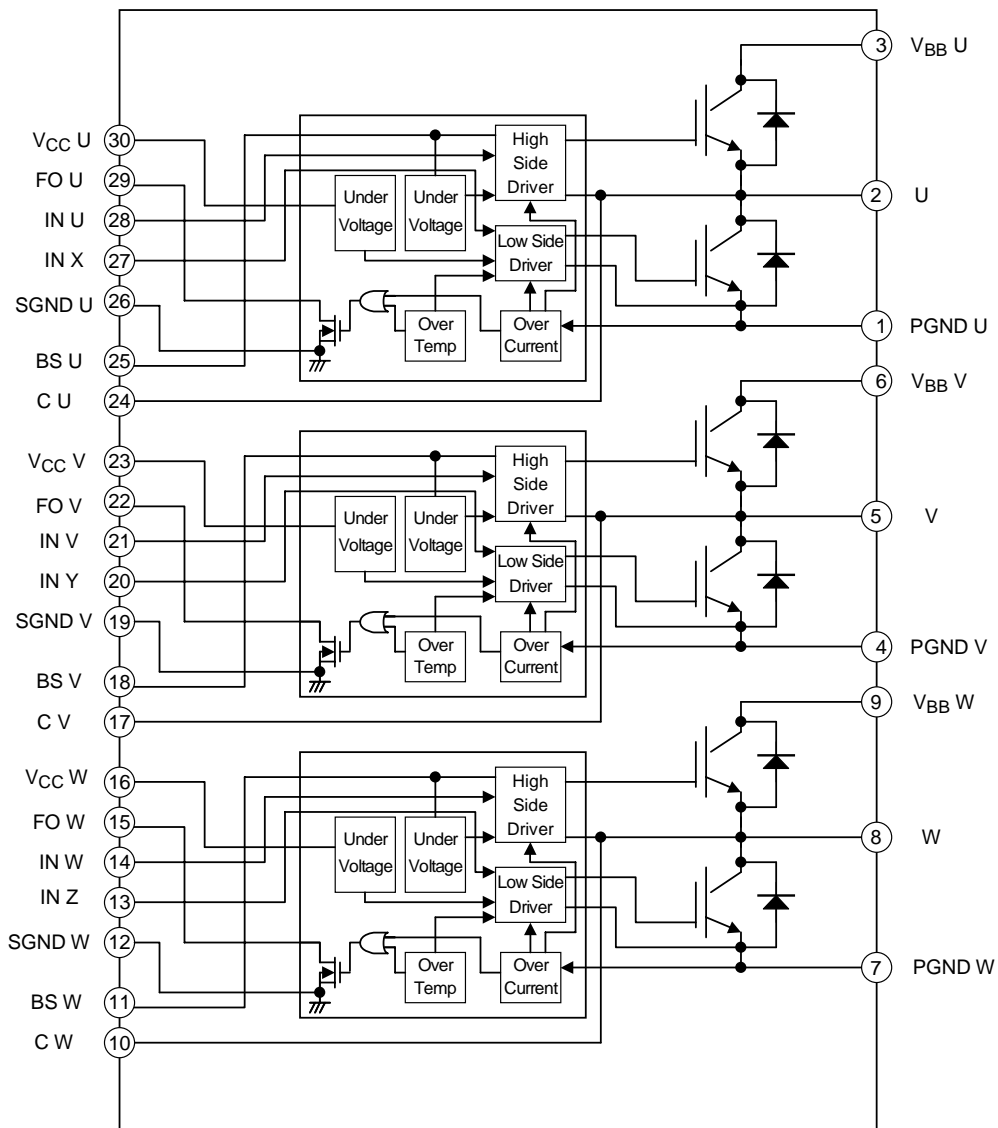 3 VBB U
VCC U 30
High
Side
Driver
FO U 29
Under
Voltage
Under
Voltage
2 U
IN U 28
Low Side
Driver
IN X 27
SGND U 26
Over
Temp
Over
Current
1 PGND U
BS U 25
6 VBB V
C U 24
VCC V 23
High
Side
Driver
FO V 22
Under
Voltage
Under
Voltage
5 V
IN V 21
Low Side
Driver
IN Y 20
SGND V 19
Over
Temp
Over
Current
4 PGND V
BS V 18
9 VBB W
C V 17
VCC W 16
High
Side
Driver
FO W 15
Under
Voltage
Under
Voltage
8 W
IN W 14
Low Side
Driver
IN Z 13
SGND W 12
Over
Temp
Over
Current
7 PGND W
BS W 11
C W 10